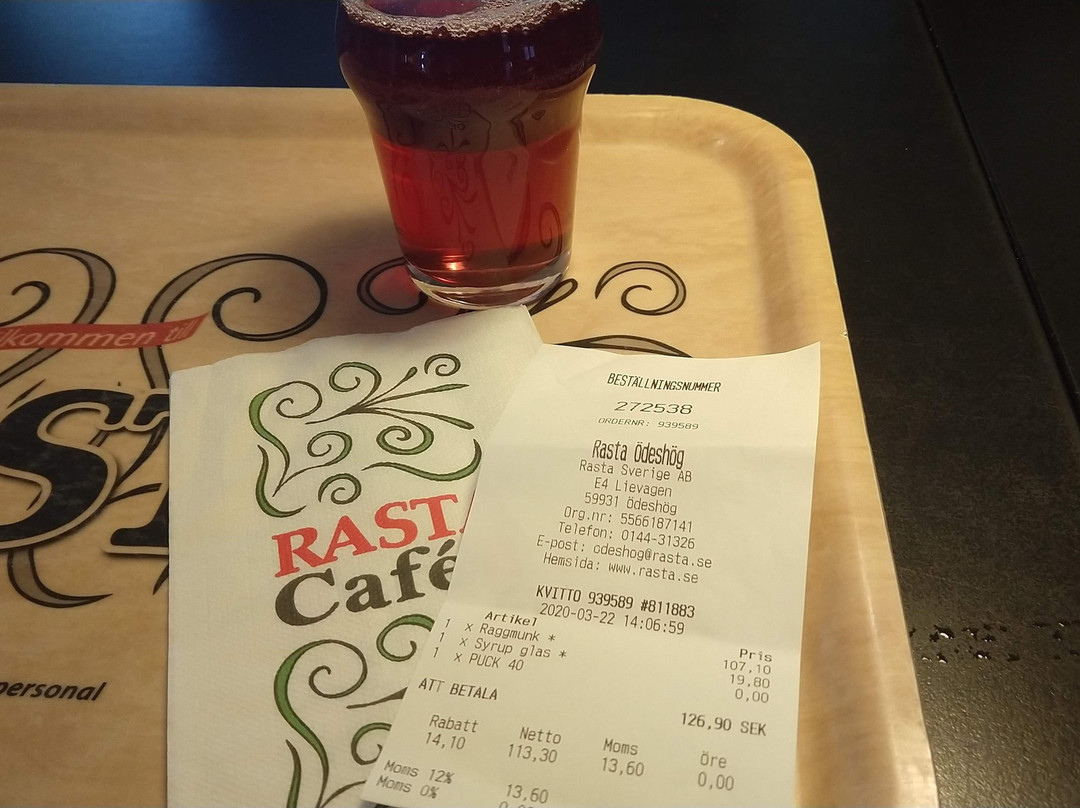 lkommen till
ST
RASTA
Café
personal
BESTÄLLNINGSNUMMER
272538
ORDERNR: 939589
Rasta Ödeshög
Rasta Sverige AB
E4 Lievagen
59931 Ödeshög
Org.nr: 5566187141
Telefon: 0144-31326
E-post: odeshog@rasta.se
Hemsida: www.rasta.se
KVITTO 939589 #811883
2020-03-22 14:06:59
Artikel Pris
1 x Raggmunk * 107,10
1 x Syrup glas * 19,80
1 x PUCK 40 0,00
ATT BETALA 126,90 SEK
Rabatt Netto Moms Öre
14,10 113,30 13,60 0,00
Moms 12% 13,60
Moms 0%